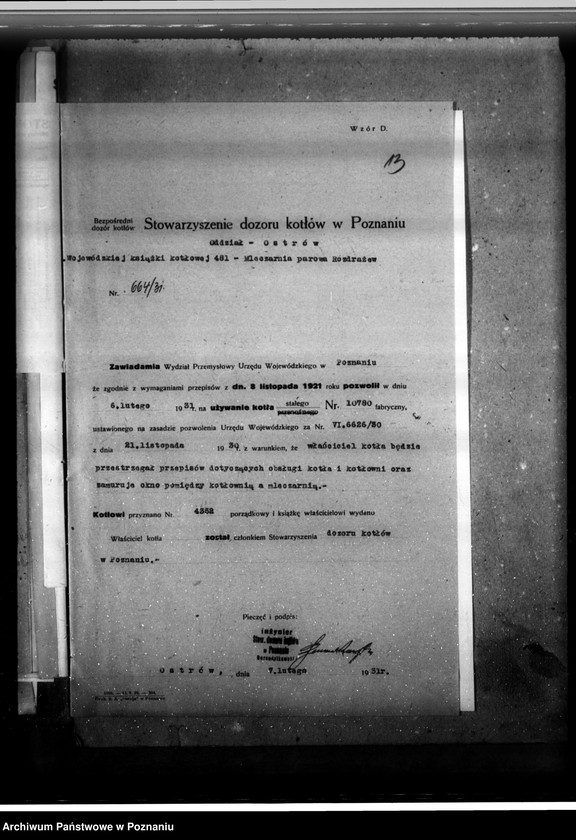 Wzór D.
13
Bezpośredni
dozór kotłów
Stowarzyszenie dozoru kotłów w Poznaniu
Oddział - Ostrów
Wojewódzkiej książki kotłowej 481 - Mleczarnia parowa Rozdrażew
Nr. 664/31.
Zawiadamia Wydział Przemysłowy Urzędu Wojewódzkiego w Poznaniu
że zgodnie z wymaganiami przepisów z dn. 8 listopada 1921 roku pozwolił w dniu
6.lutego 1931. na używanie kotła stałego przenośnego Nr. 10780 fabryczny,
ustawionego na zasadzie pozwolenia Urzędu Wojewódzkiego za Nr. VI.6626/30
z dnia 21.listopada 1930. z warunkiem, że właściciel kotła będzie
przestrzegał przepisów dotyczących obsługi kotła i kotłowni oraz
zamuruje okno pomiędzy kotłownią a mleczarnią.-
Kotłowi przyznano Nr. 4382 porządkowy i książkę właścicielowi wydano
Właściciel kotła został członkiem Stowarzyszenia dozoru kotłów
w Poznaniu.-
Pieczęć i podpis:
Inżynier
Stow. dozoru kotłów
w Poznaniu
Ostrów, dnia 7.lutego 1931r.
Archiwum Państwowe w Poznaniu